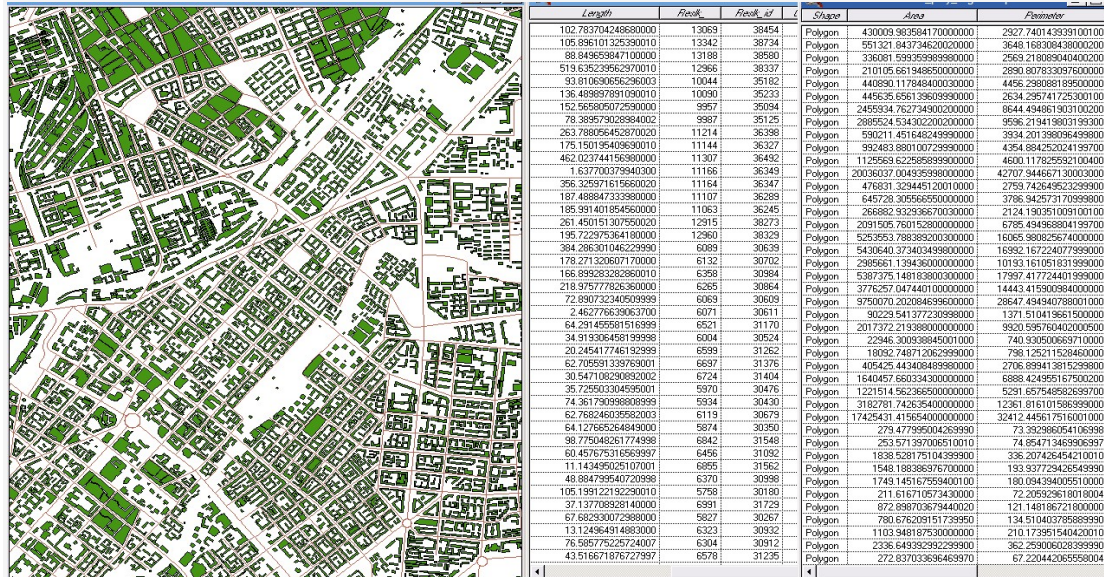 Length Reslk_ Reslk_id
102.783704248680000 13069 38454
105.896101325390010 13342 38734
88.849659847100000 13188 38580
519.635239562970010 12966 38337
93.810690656296003 10044 35182
136.489897891090010 10090 35233
152.565805072590000 9957 35094
78.389579028984002 9987 35125
263.788056452870020 11214 36398
175.150195409690010 11144 36327
462.023744156980000 11307 36492
1.637700379940300 11166 36349
356.325971615660020 11164 36347
187.488847333980000 11107 36289
185.991401854560000 11063 36245
261.450151307550020 12915 38273
195.722975364180000 12960 38329
384.286301046229990 6089 30639
178.271320607170000 6132 30702
166.899283282860010 6358 30984
218.975777826360000 6265 30864
72.890732340509999 6069 30609
2.462776639063700 6071 30611
64.291455581516999 6521 31170
34.919306458199998 6004 30524
20.245417746192999 6599 31262
62.705591339769001 6697 31376
30.547108290892002 6724 31404
35.725503304595001 5970 30476
74.361790998808999 5934 30430
62.768246035582003 6119 30679
64.127665264849000 5874 30350
98.775048261774998 6842 31548
60.457675316569997 6456 31092
11.143495025107001 6855 31562
48.884799540720998 6370 30998
105.199122192290010 5758 30180
37.137708928140000 6991 31729
67.682930072988000 5827 30267
13.124964914883000 6323 30932
76.585775225724007 6304 30912
43.516671876727997 6578 31235
Shape Area Perimeter
Polygon 430009.983584170000000 2927.740143939100100
Polygon 551321.843734620020000 3648.168308438000200
Polygon 336081.599359989980000 2569.218089040400200
Polygon 210105.661948650000000 2890.807833097600000
Polygon 440890.117848400030000 4456.298088189500000
Polygon 445635.656139609990000 2634.295741725300100
Polygon 2455934.762734900200000 8644.494861903100200
Polygon 2885524.534302200200000 9596.219419803199300
Polygon 590211.451648249990000 3934.201398096499800
Polygon 992483.880100729990000 4354.884252024199700
Polygon 1125569.622585899900000 4600.117825592100400
Polygon 20036037.004935998000000 42707.944667130003000
Polygon 476831.329445120010000 2759.742649523299900
Polygon 645728.305566550000000 3786.942573170999800
Polygon 266882.932936670030000 2124.190351009100100
Polygon 2091505.760152800000000 6785.494968804199700
Polygon 5253553.788389200300000 16065.980825674000000
Polygon 5430640.373403499800000 16992.167224077999000
Polygon 2985661.139436000000000 10193.161051831999000
Polygon 5387375.148183800300000 17997.417724401999000
Polygon 3776257.047440100000000 14443.415900984000000
Polygon 9750070.202084699600000 28647.494940788001000
Polygon 90229.541377230998000 1371.510419661500000
Polygon 2017372.219388000000000 9920.595760402000500
Polygon 22946.300938845001000 740.930500669710000
Polygon 18092.748712062999000 798.125211528460000
Polygon 405425.443408489980000 2706.899413815299800
Polygon 1640457.660334300000000 6888.424955167500200
Polygon 1221514.562366500000000 5291.657548582699700
Polygon 3182781.742635400000000 12361.816101586999000
Polygon 17425431.415654000000000 32412.445617516001000
Polygon 279.477995004269990 73.392986054106998
Polygon 253.571397006510010 74.854713469906997
Polygon 1838.528175104399900 336.207426454210010
Polygon 1548.188386976700000 193.937729426549990
Polygon 1749.145167559400100 180.094394005510000
Polygon 211.616710573430000 72.205929618018004
Polygon 872.898703679440020 121.148186721800000
Polygon 780.676209151739950 134.510403785889990
Polygon 1103.948187530000000 210.173951540420010
Polygon 2336.649392992299900 362.259006028399990
Polygon 272.837033696469970 67.220442065558004